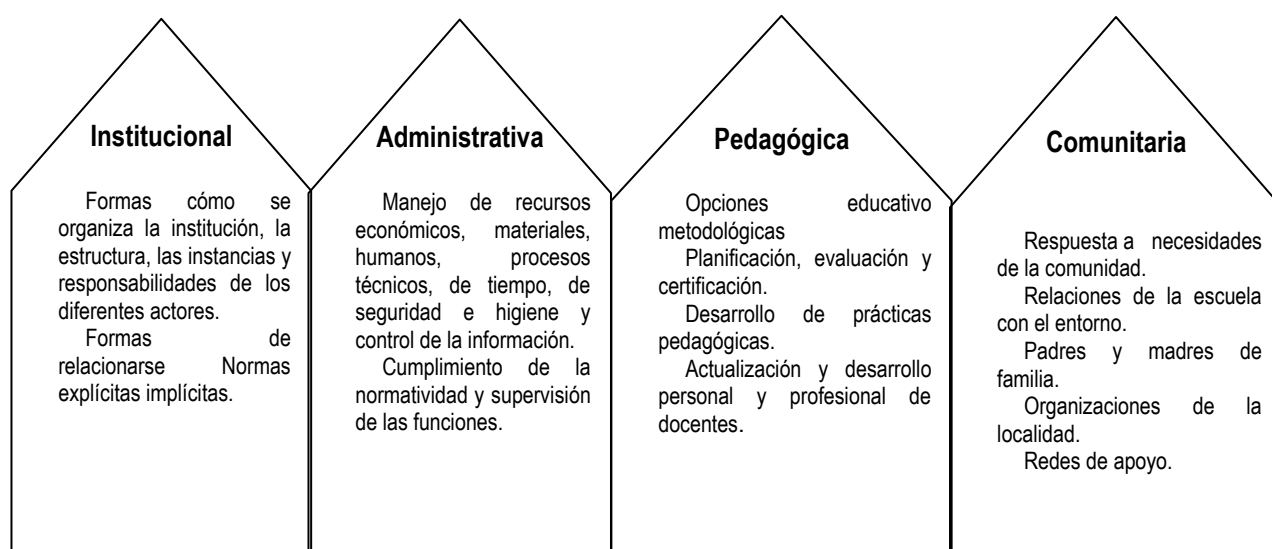 Institucional
Formas cómo se
organiza la institución, la
estructura, las instancias y
responsabilidades de los
diferentes actores.
Formas de
relacionarse Normas
explícitas implícitas.
Administrativa
Manejo de recursos
económicos, materiales,
humanos, procesos
técnicos, de tiempo, de
seguridad e higiene y
control de la información.
Cumplimiento de la
normatividad y supervisión
de las funciones.
Pedagógica
Opciones educativo
metodológicas
Planificación, evaluación y
certificación.
Desarrollo de prácticas
pedagógicas.
Actualización y desarrollo
personal y profesional de
docentes.
Comunitaria
Respuesta a necesidades
de la comunidad.
Relaciones de la escuela
con el entorno.
Padres y madres de
familia.
Organizaciones de la
localidad.
Redes de apoyo.